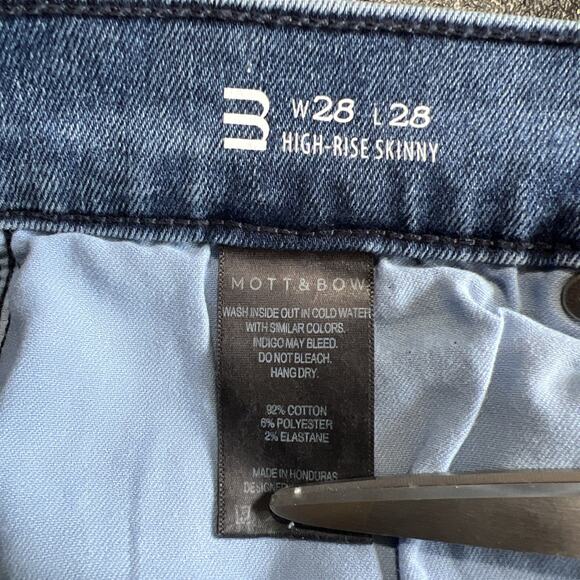 W28 L28
HIGH-RISE SKINNY
MOTT & BOW
WASH INSIDE OUT IN COLD WATER
WITH SIMILAR COLORS.
INDIGO MAY BLEED.
DO NOT BLEACH.
HANG DRY.
92% COTTON
6% POLYESTER
2% ELASTANE
MADE IN HONDURAS